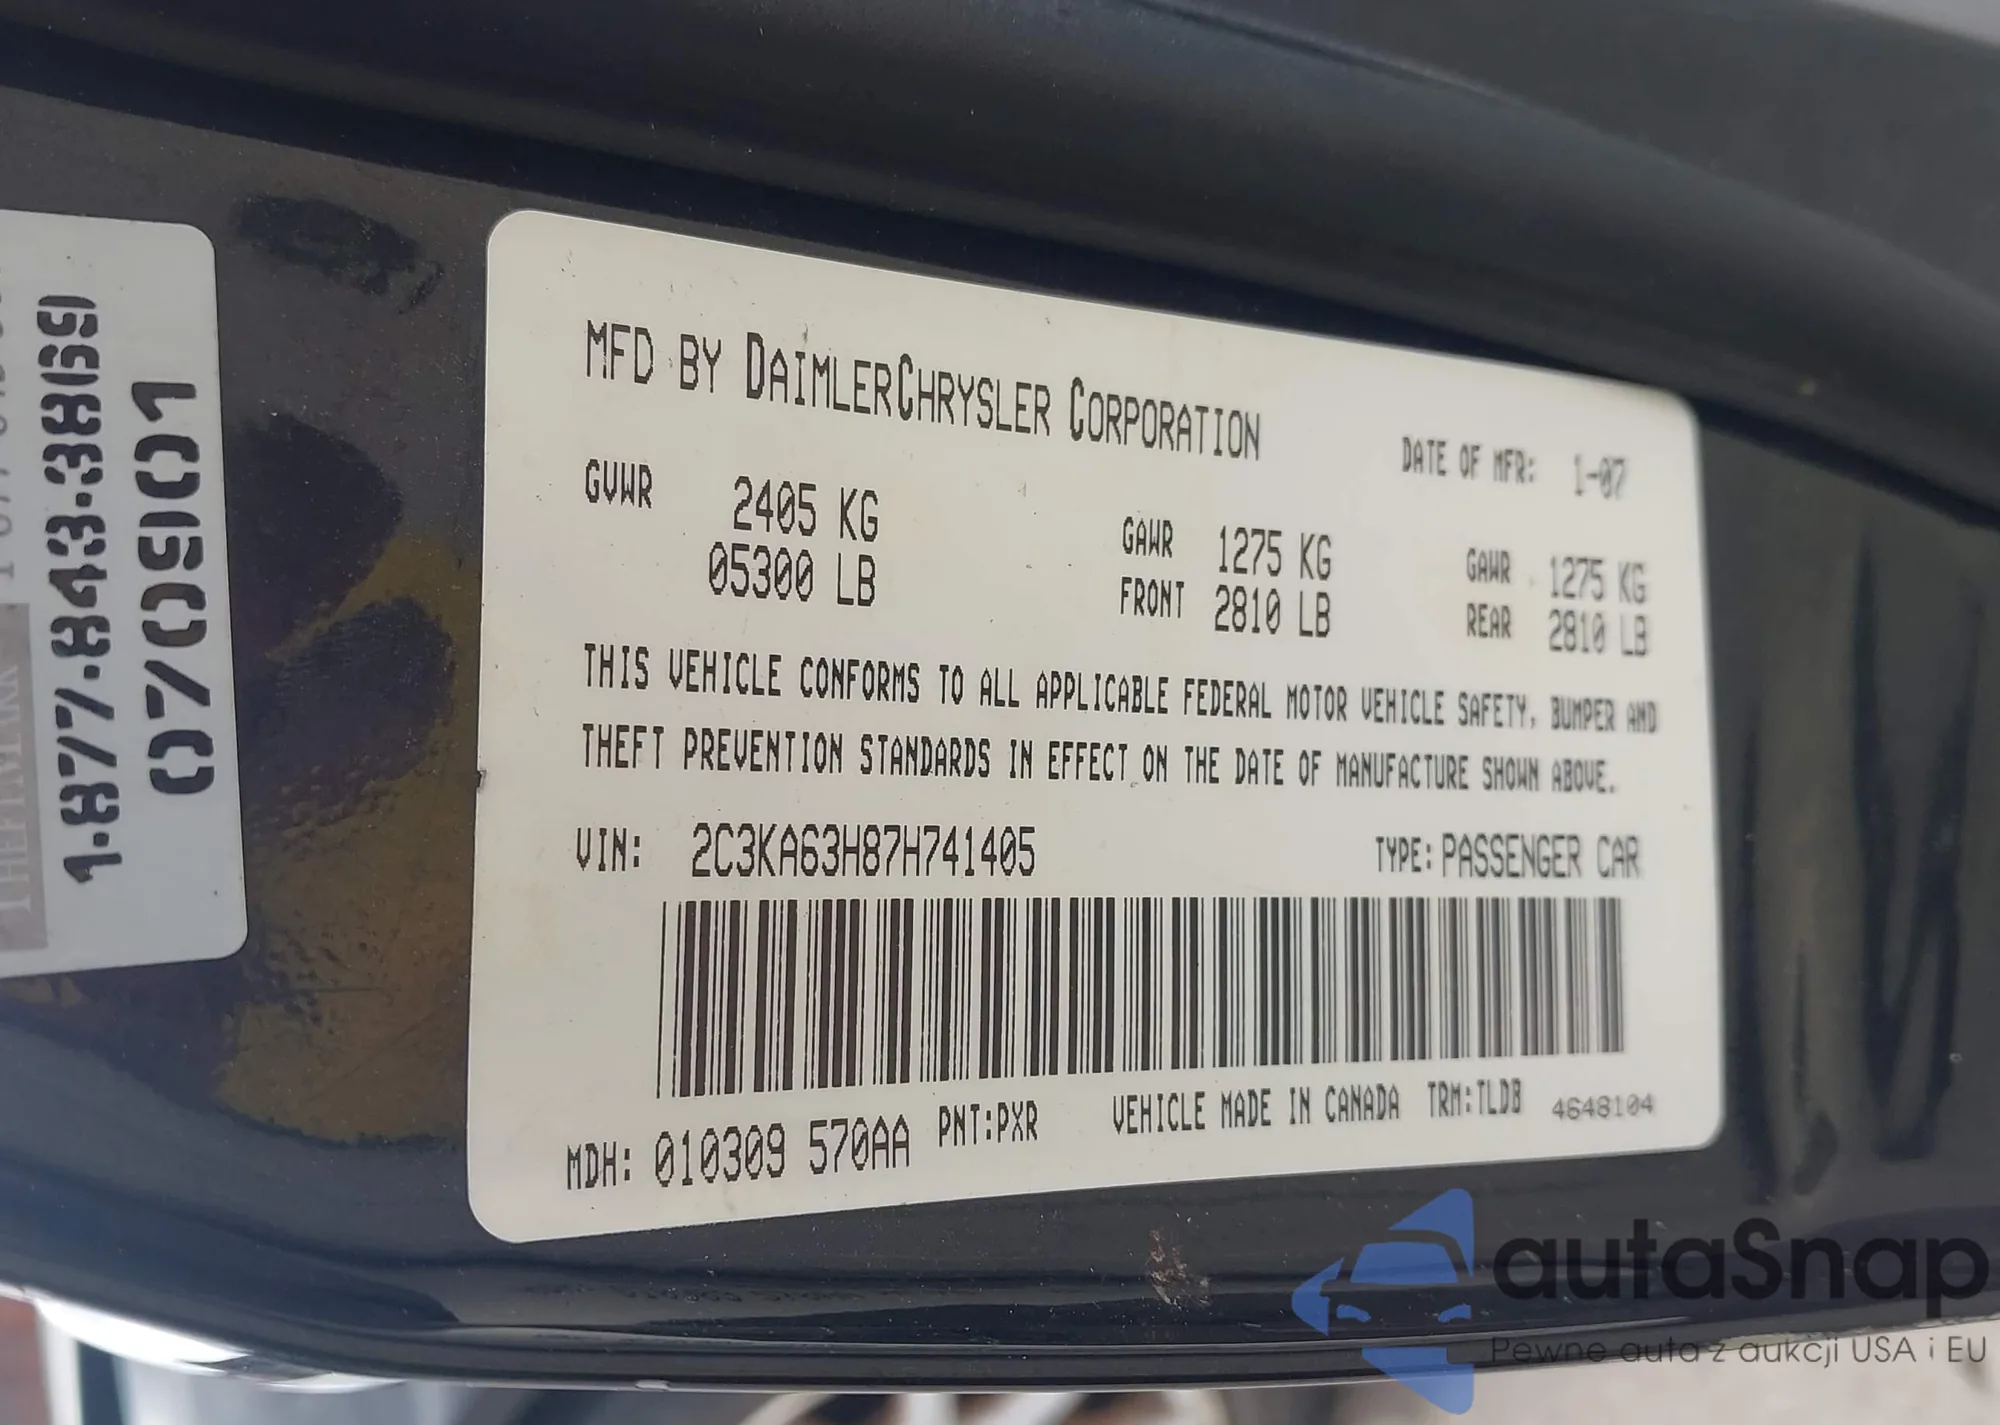 1-877-843-3869
07/09/01
MFD BY DAIMLERCHRYSLER CORPORATION
DATE OF MFR: 1-07
GVWR 2405 KG
05300 LB
GAWR 1275 KG
FRONT 2810 LB
GAWR 1275 KG
REAR 2810 LB
THIS VEHICLE CONFORMS TO ALL APPLICABLE FEDERAL MOTOR VEHICLE SAFETY, BUMPER AND
THEFT PREVENTION STANDARDS IN EFFECT ON THE DATE OF MANUFACTURE SHOWN ABOVE.
VIN: 2C3KA63H87H741405
TYPE: PASSENGER CAR
MDH: 010309 570AA PNT:PXR VEHICLE MADE IN CANADA TRM:TLD8 4648104
autaSnap
Pewne auta z aukcji USA i EU